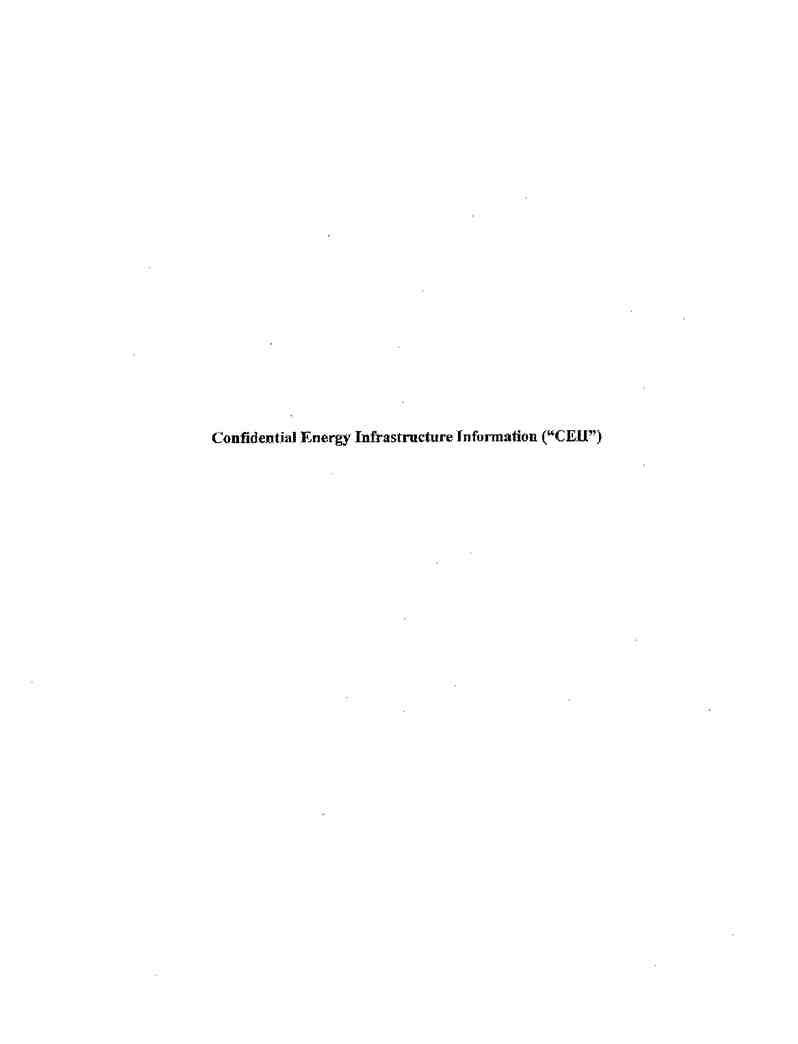 Confidential Energy Infrastructure Information (“CEII”)